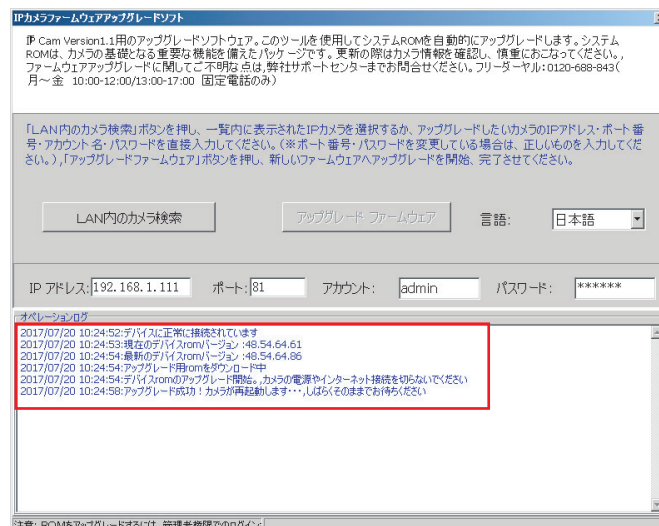 IPカメラファームウェアアップグレードソフト
IP Cam Version1.1用のアップグレードソフトウェア。このツールを使用してシステムROMを自動的にアップグレードします。システム
ROMは、カメラの基礎となる重要な機能を備えたパッケージです。更新の際はカメラ情報を確認し、慎重におこなってください。,
ファームウェアアップグレードに関してご不明な点は,弊社サポートセンターまでお問合せください。フリーダーヤル:0120-688-843(
月～金 10:00-12:00/13:00-17:00 固定電話のみ)
「LAN内のカメラ検索」ボタンを押し、一覧内に表示されたIPカメラを選択するか、アップグレードしたいカメラのIPアドレス・ポート番
号・アカウント名・パスワードを直接入力してください。(※ポート番号・パスワードを変更している場合は、正しいものを入力してくだ
さい。),「アップグレードファームウェア」ボタンを押し、新しいファームウェアへアップグレードを開始、完了させてください。
LAN内のカメラ検索 アップグレード ファームウェア 言語: 日本語
IP アドレス: 192.168.1.111 ポート: 81 アカウント: admin パスワード: ******
オペレーションログ
2017/07/20 10:24:52:デバイスに正常に接続されています
2017/07/20 10:24:53:現在のデバイスromバージョン :48.54.64.61
2017/07/20 10:24:54:最新のデバイスromバージョン :48.54.64.86
2017/07/20 10:24:54:アップグレード用romをダウンロード中
2017/07/20 10:24:54:デバイスromのアップグレード開始。,カメラの電源やインターネット接続を切らないでください
2017/07/20 10:24:58:アップグレード成功！カメラが再起動します・・・,しばらくそのままでお待ちください
注意: ROMをアップグレードするには、管理者権限でのログイン: